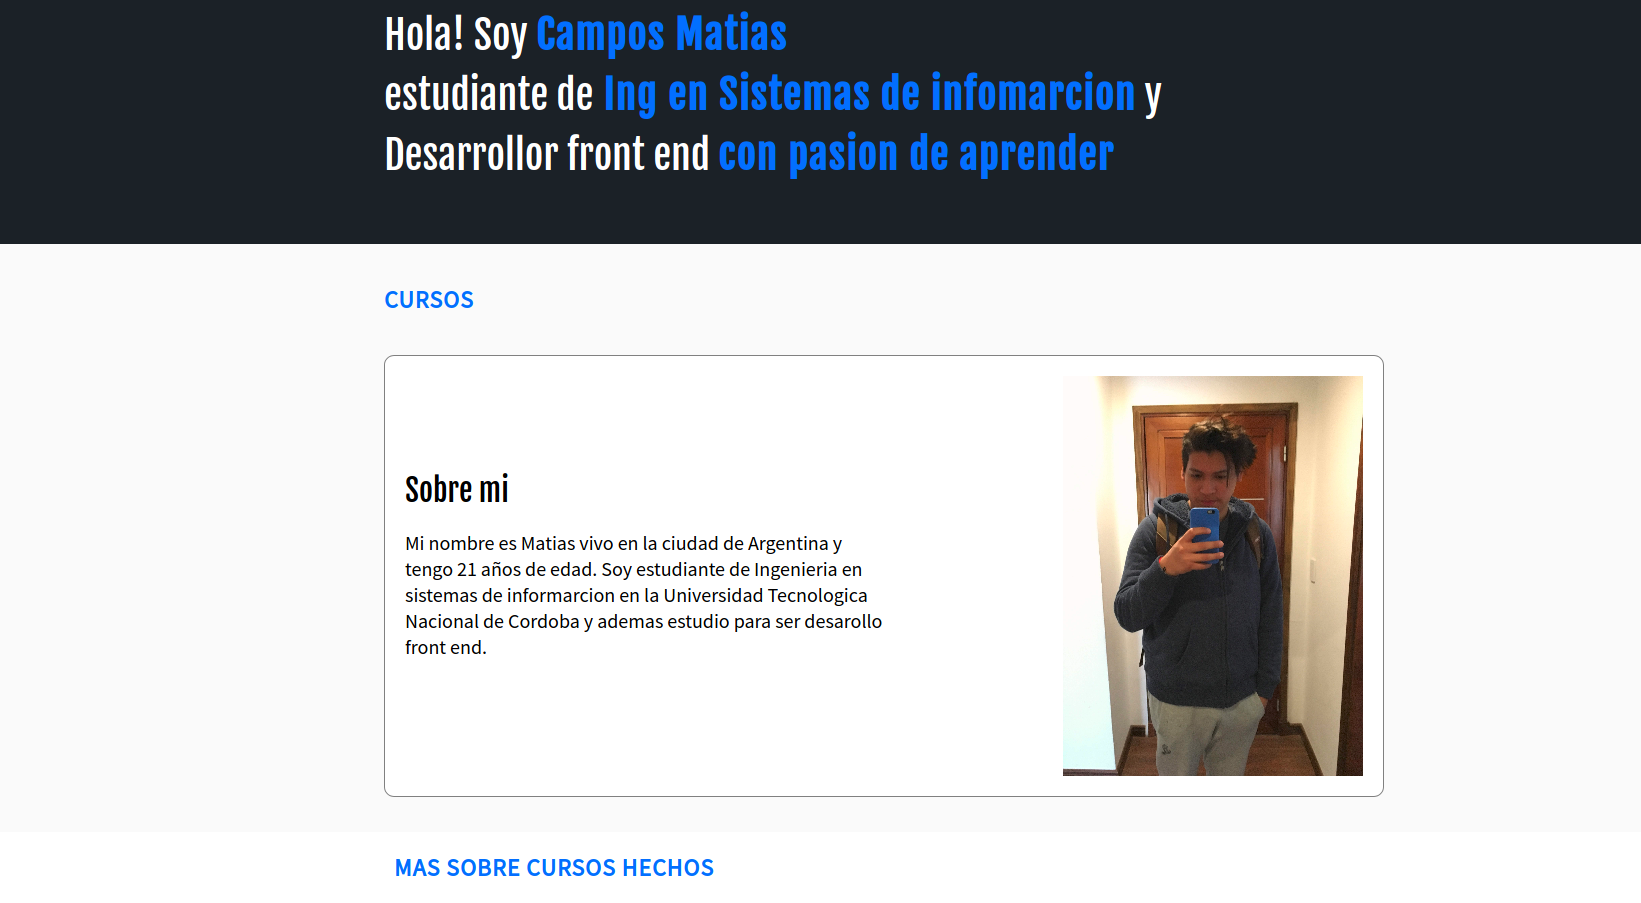 Hola! Soy Campos Matias
estudiante de Ing en Sistemas de infomarcion y
Desarrollor front end con pasion de aprender
CURSOS
Sobre mi
Mi nombre es Matias vivo en la ciudad de Argentina y
tengo 21 años de edad. Soy estudiante de Ingenieria en
sistemas de informarcion en la Universidad Tecnologica
Nacional de Cordoba y ademas estudio para ser desarollo
front end.
MAS SOBRE CURSOS HECHOS